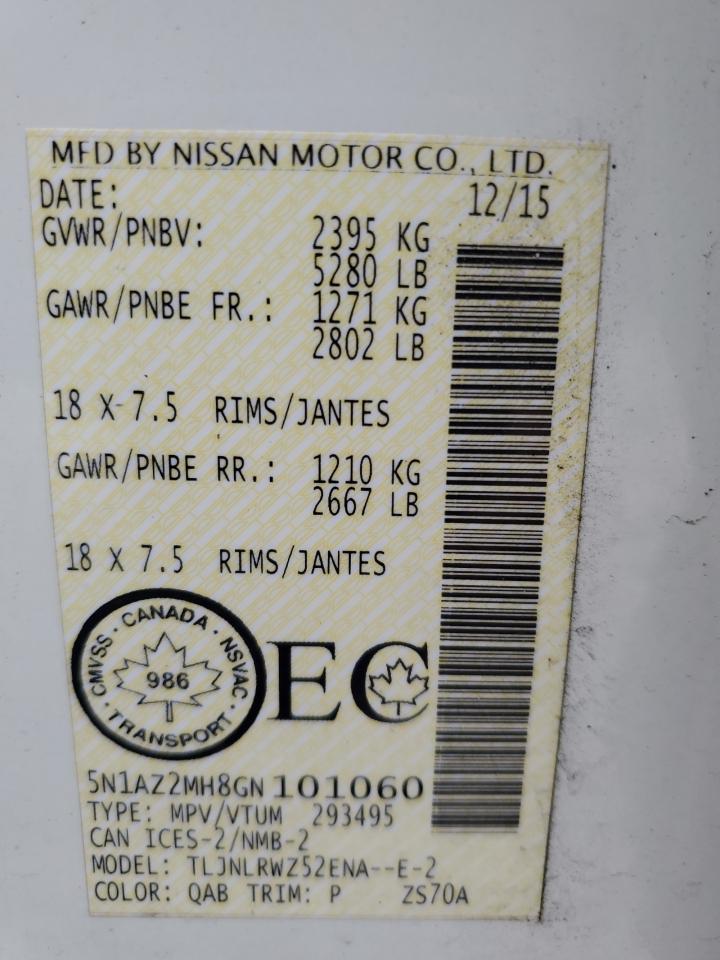 MFD BY NISSAN MOTOR CO., LTD.
DATE: 12/15
GVWR/PNBV: 2395 KG
5280 LB
GAWR/PNBE FR.: 1271 KG
2802 LB
18 X 7.5 RIMS/JANTES
GAWR/PNBE RR.: 1210 KG
2667 LB
18 X 7.5 RIMS/JANTES
CMVSS · CANADA · NSVAC · TRANSPORT ·
986
EC
5N1AZ2MH8GN 101060
TYPE: MPV/VTUM 293495
CAN ICES-2/NMB-2
MODEL: TLJNLRWZ52ENA--E-2
COLOR: QAB TRIM: P ZS70A